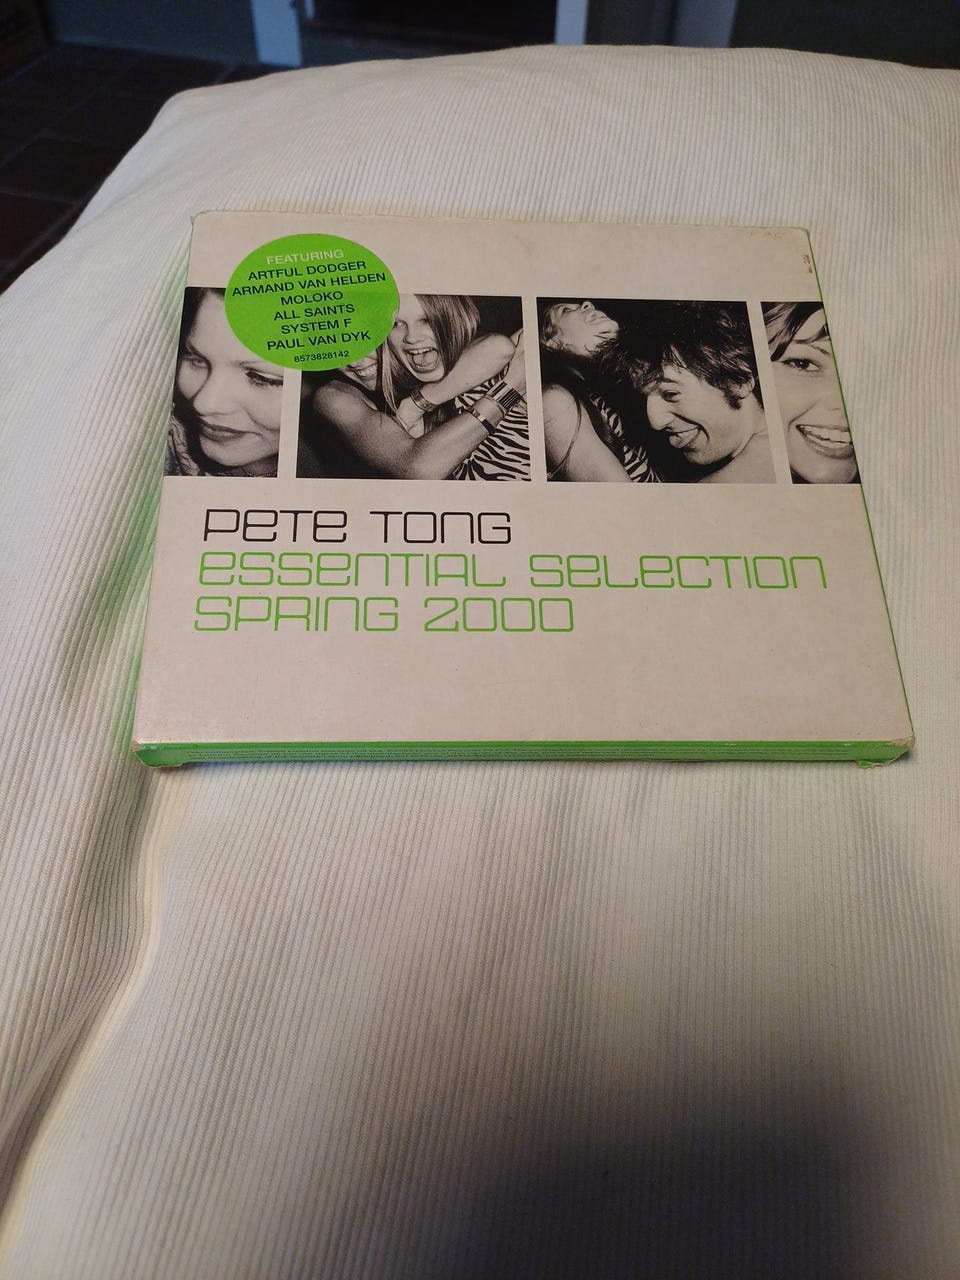 FEATURING
ARTFUL DODGER
ARMAND VAN HELDEN
MOLOKO
ALL SAINTS
SYSTEM F
PAUL VAN DYK
8573828142
PETE TONG
ESSENTIAL SELECTION
SPRING 2000